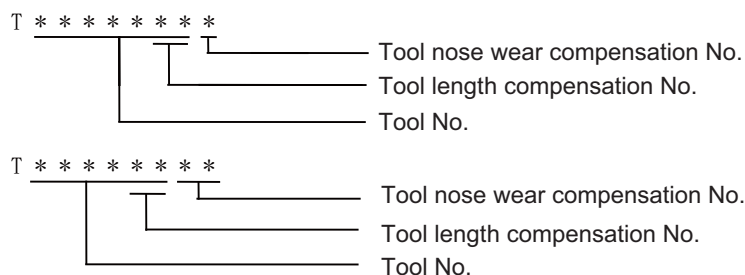 T * * * * * * * *
Tool nose wear compensation No.
Tool length compensation No.
Tool No.
T * * * * * * * *
Tool nose wear compensation No.
Tool length compensation No.
Tool No.